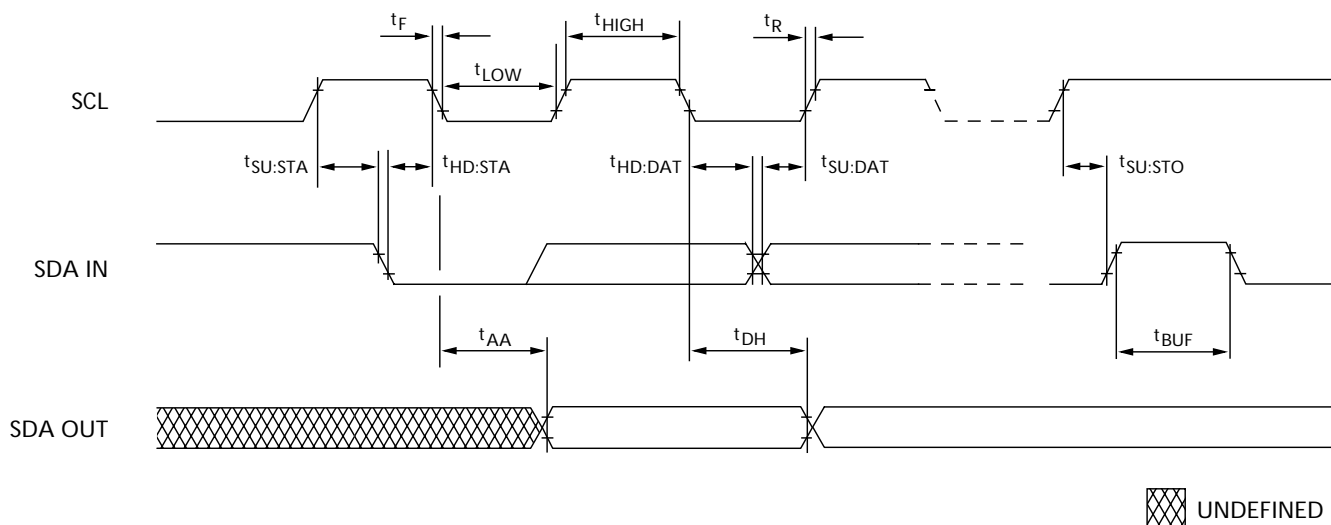 tF
tHIGH
tR
tLOW
SCL
tSU:STA
tHD:STA
tHD:DAT
tSU:DAT
tSU:STO
SDA IN
tAA
tDH
tBUF
SDA OUT
UNDEFINED